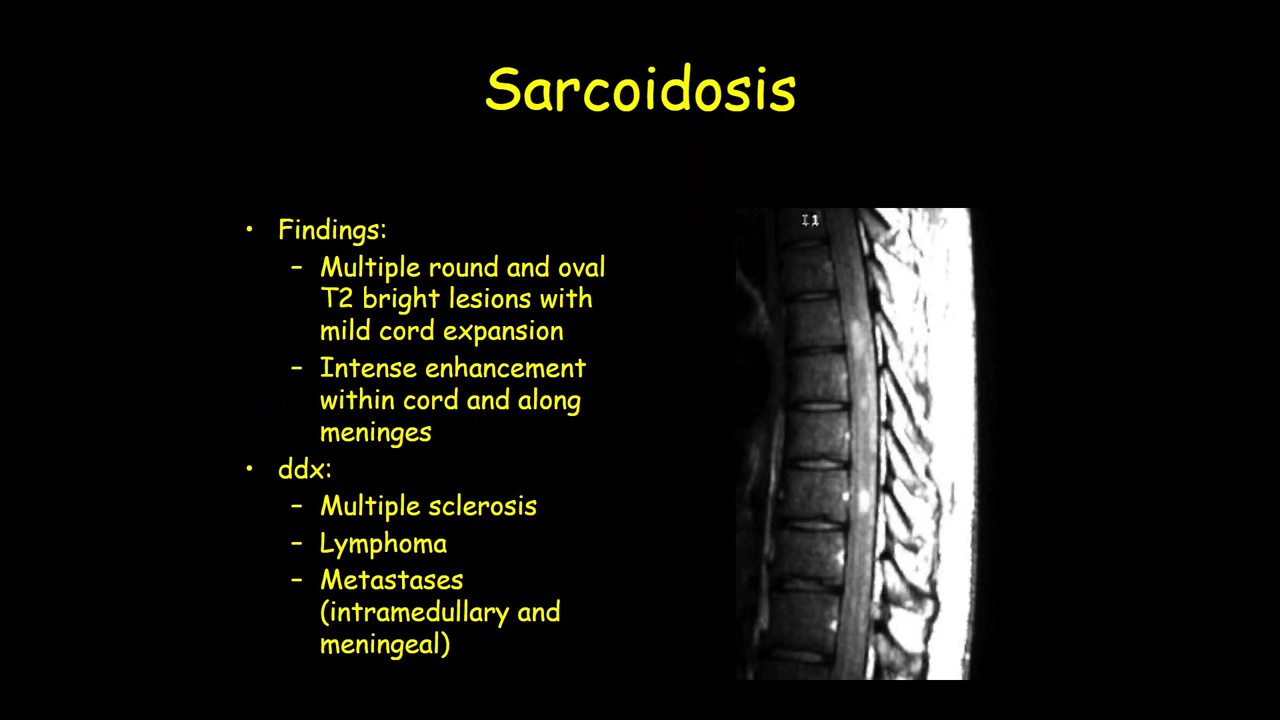 Sarcoidosis
• Findings:
– Multiple round and oval
T2 bright lesions with
mild cord expansion
– Intense enhancement
within cord and along
meninges
• ddx:
– Multiple sclerosis
– Lymphoma
– Metastases
(intramedullary and
meningeal)
I1